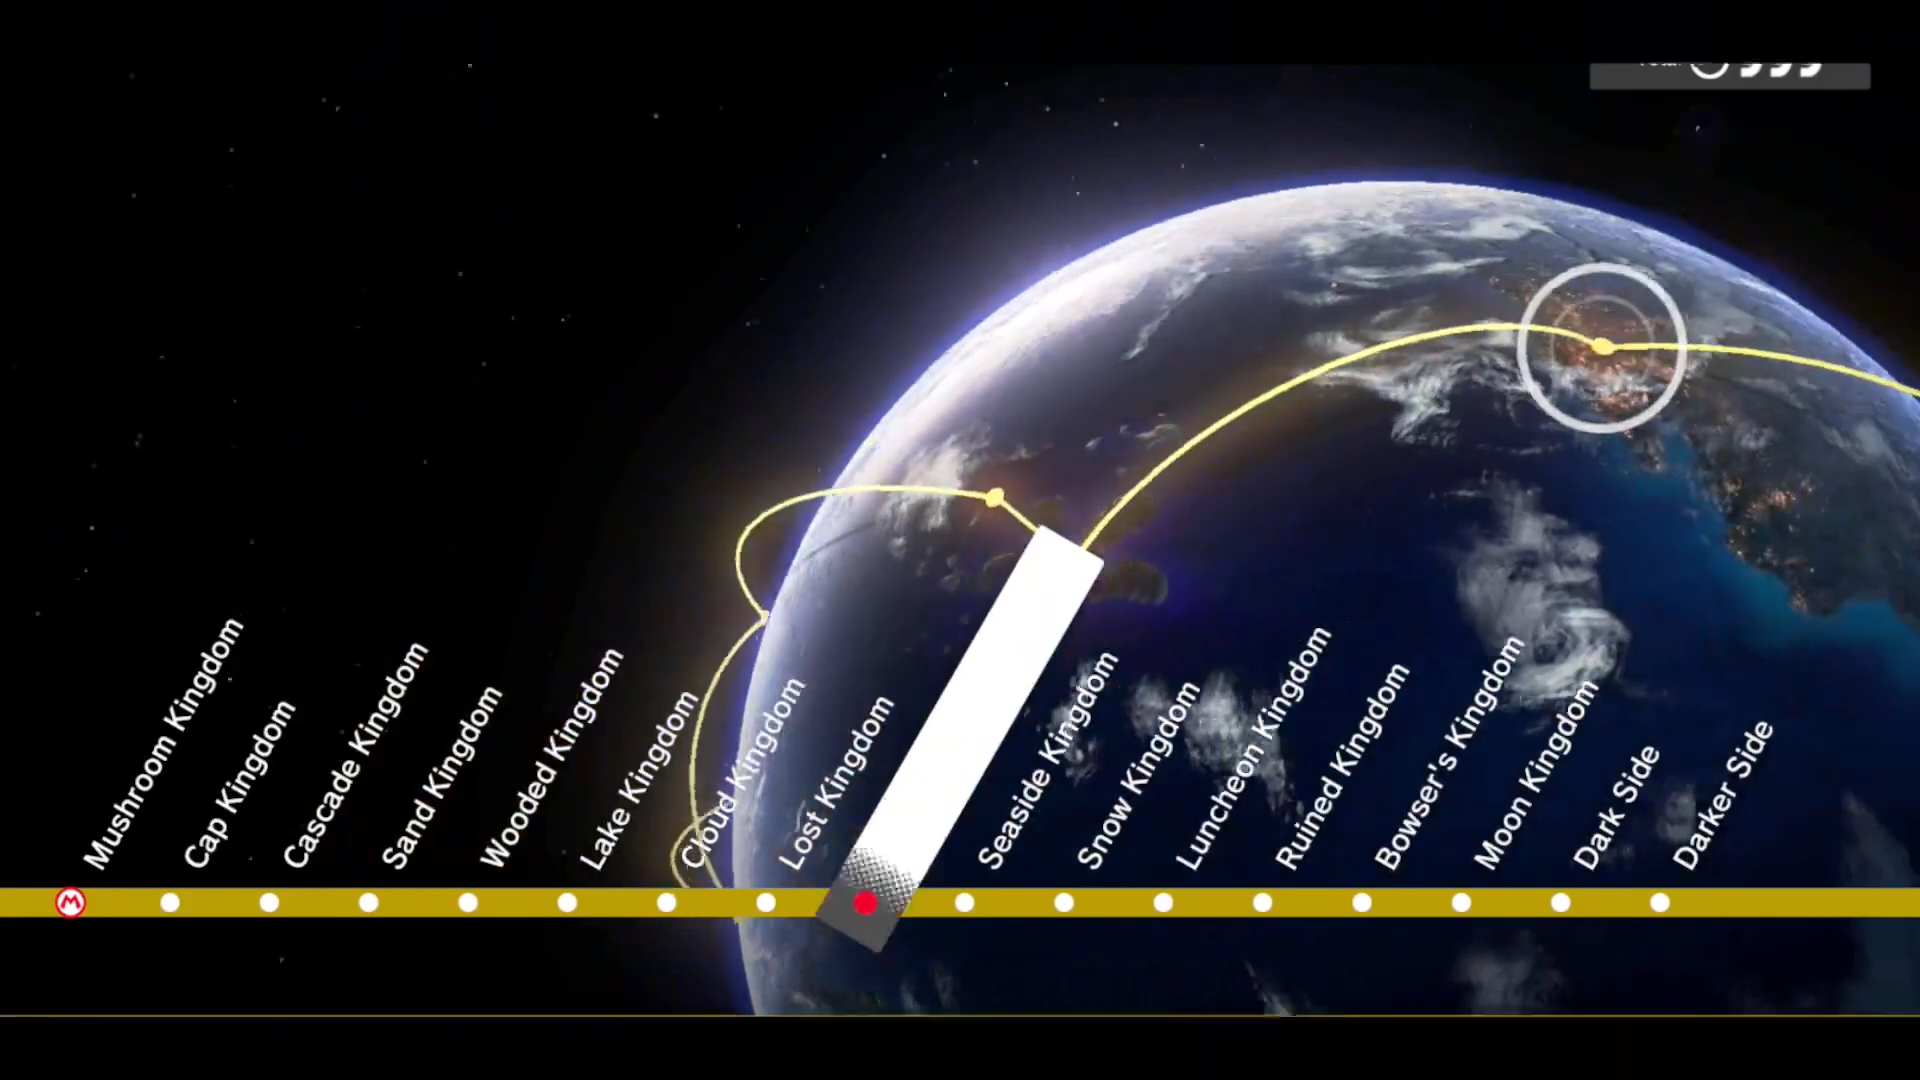 Mushroom Kingdom
Cap Kingdom
Cascade Kingdom
Sand Kingdom
Wooded Kingdom
Lake Kingdom
Cloud Kingdom
Lost Kingdom
Seaside Kingdom
Snow Kingdom
Luncheon Kingdom
Ruined Kingdom
Bowser's Kingdom
Moon Kingdom
Dark Side
Darker Side